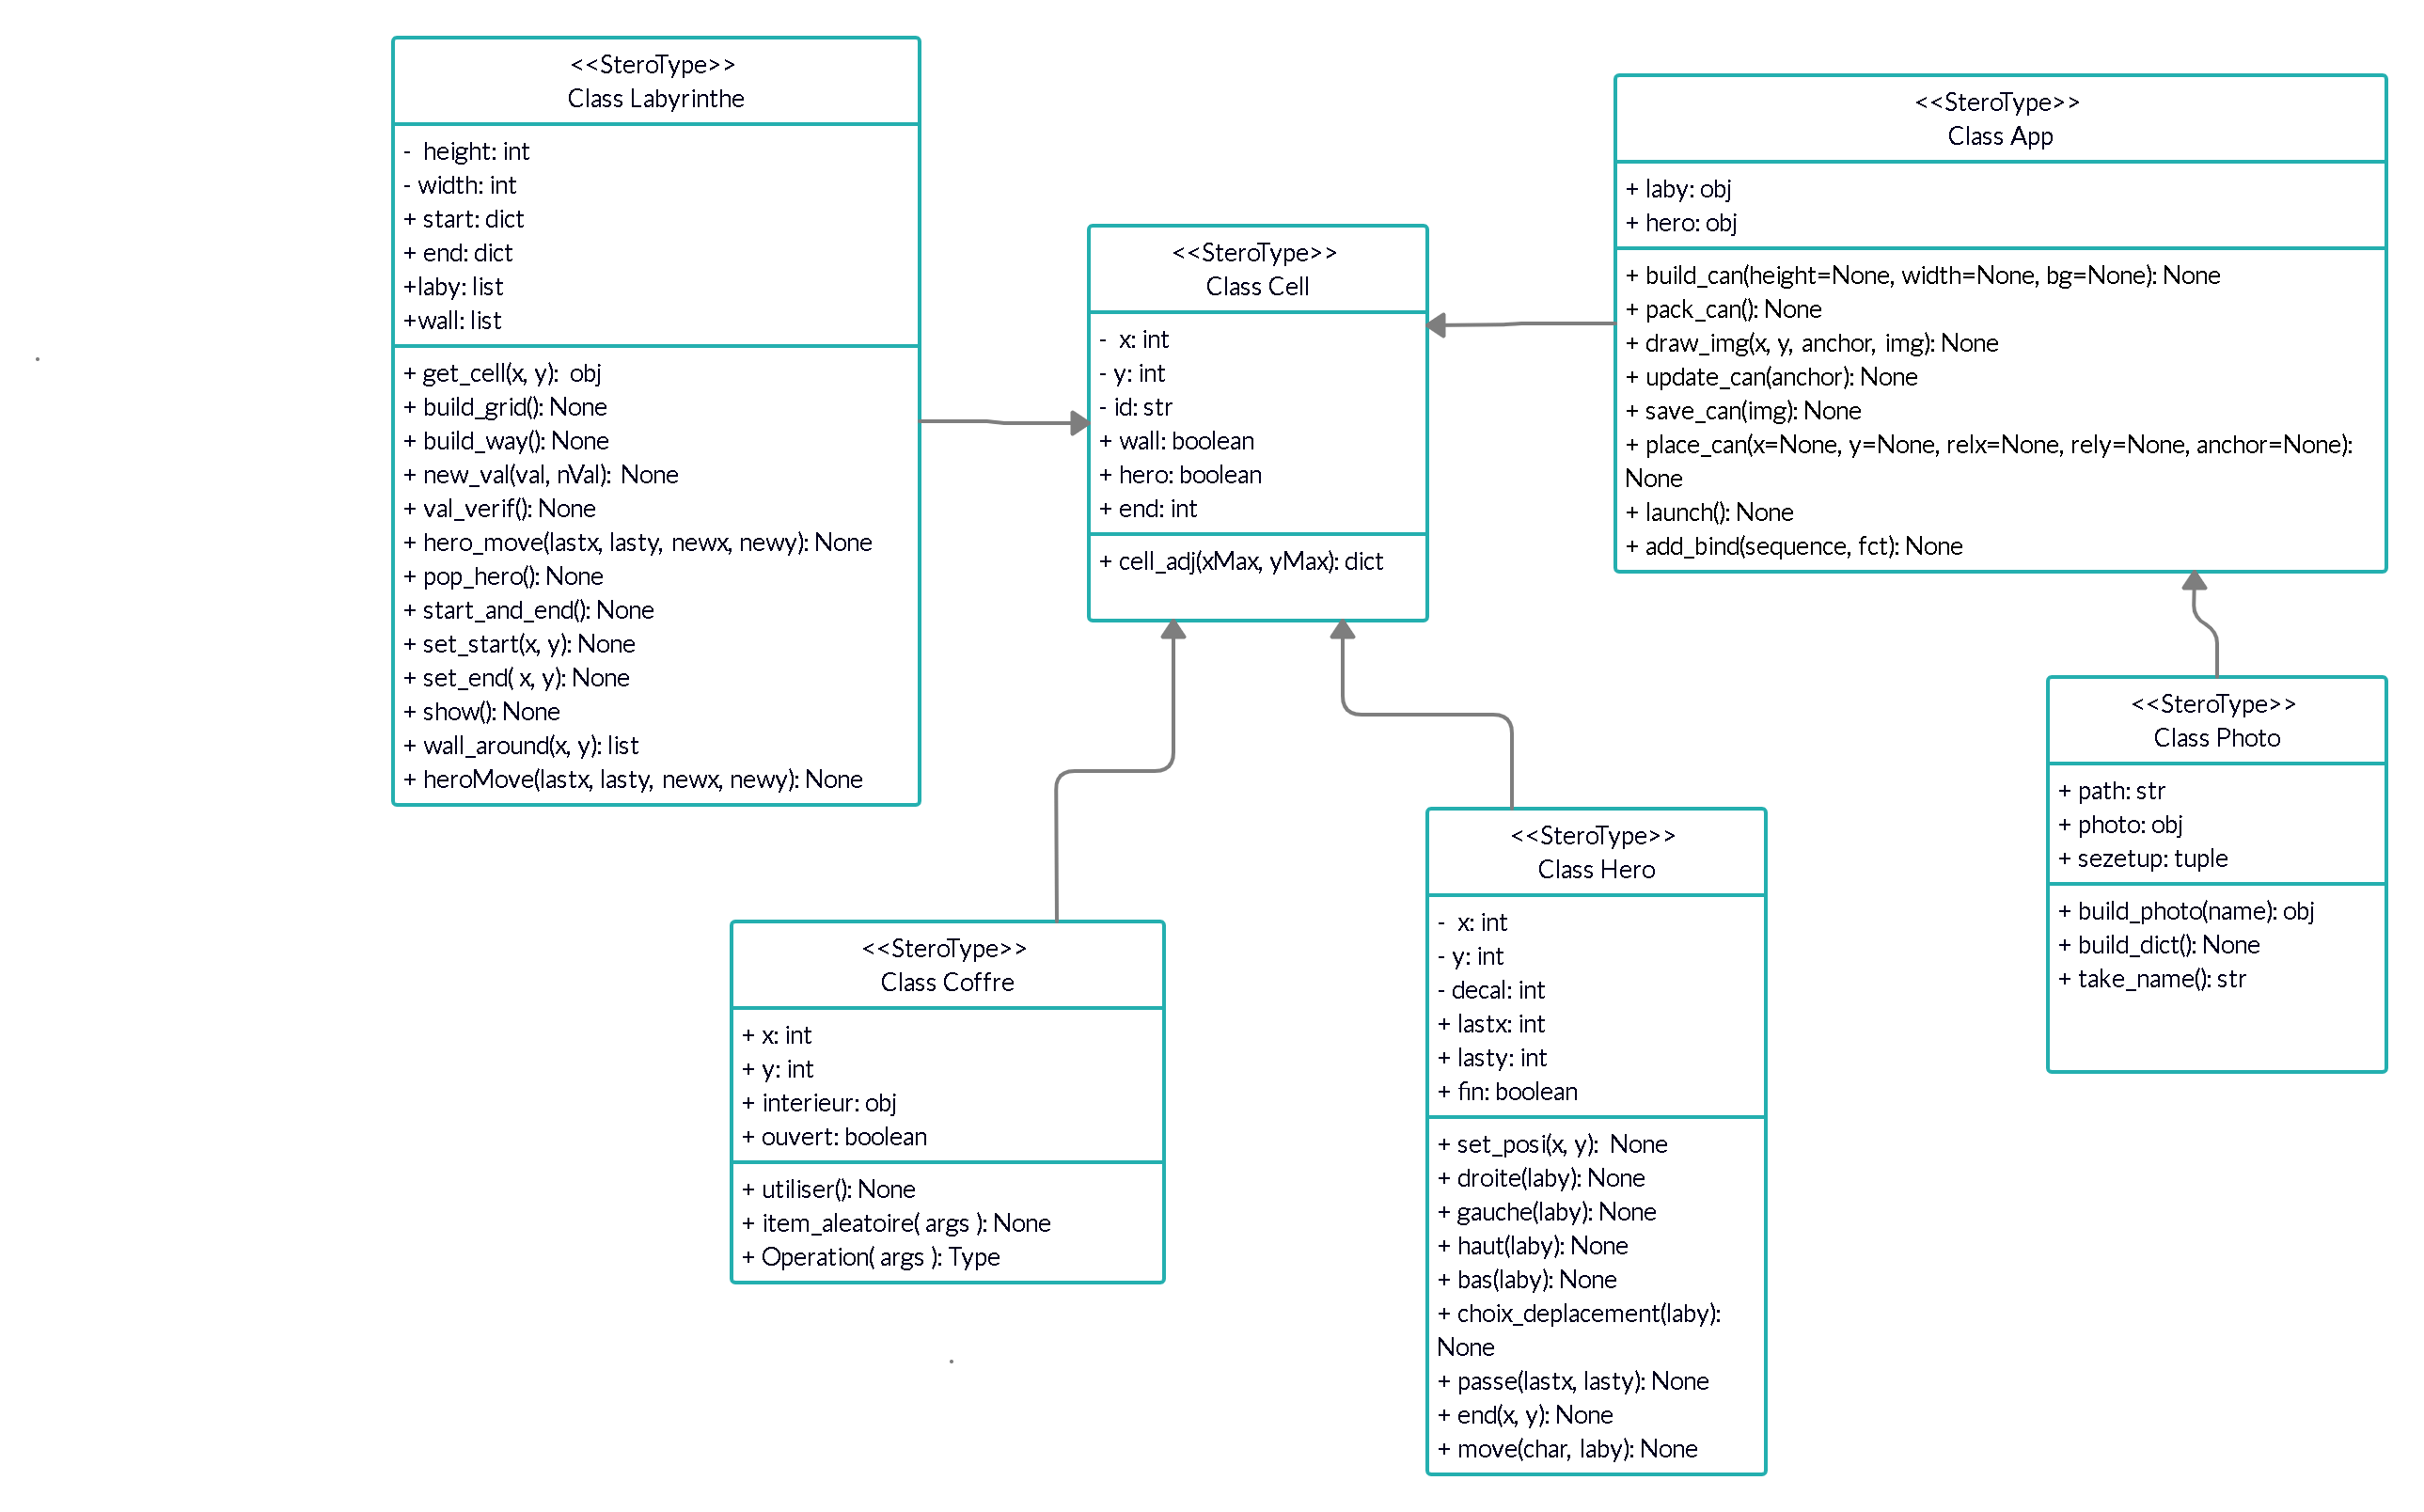 <<SteroType>>
Class Labyrinthe
- height: int
- width: int
+ start: dict
+ end: dict
+laby: list
+wall: list
+ get_cell(x, y): obj
+ build_grid(): None
+ build_way(): None
+ new_val(val, nVal): None
+ val_verif(): None
+ hero_move(lastx, lasty, newx, newy): None
+ pop_hero(): None
+ start_and_end(): None
+ set_start(x, y): None
+ set_end( x, y): None
+ show(): None
+ wall_around(x, y): list
+ heroMove(lastx, lasty, newx, newy): None
<<SteroType>>
Class Cell
- x: int
- y: int
- id: str
+ wall: boolean
+ hero: boolean
+ end: int
+ cell_adj(xMax, yMax): dict
<<SteroType>>
Class App
+ laby: obj
+ hero: obj
+ build_can(height=None, width=None, bg=None): None
+ pack_can(): None
+ draw_img(x, y, anchor, img): None
+ update_can(anchor): None
+ save_can(img): None
+ place_can(x=None, y=None, relx=None, rely=None, anchor=None):
None
+ launch(): None
+ add_bind(sequence, fct): None
<<SteroType>>
Class Photo
+ path: str
+ photo: obj
+ sezetup: tuple
+ build_photo(name): obj
+ build_dict(): None
+ take_name(): str
<<SteroType>>
Class Coffre
+ x: int
+ y: int
+ interieur: obj
+ ouvert: boolean
+ utiliser(): None
+ item_aleatoire( args ): None
+ Operation( args ): Type
<<SteroType>>
Class Hero
- x: int
- y: int
- decal: int
+ lastx: int
+ lasty: int
+ fin: boolean
+ set_posi(x, y): None
+ droite(laby): None
+ gauche(laby): None
+ haut(laby): None
+ bas(laby): None
+ choix_deplacement(laby):
None
+ passe(lastx, lasty): None
+ end(x, y): None
+ move(char, laby): None